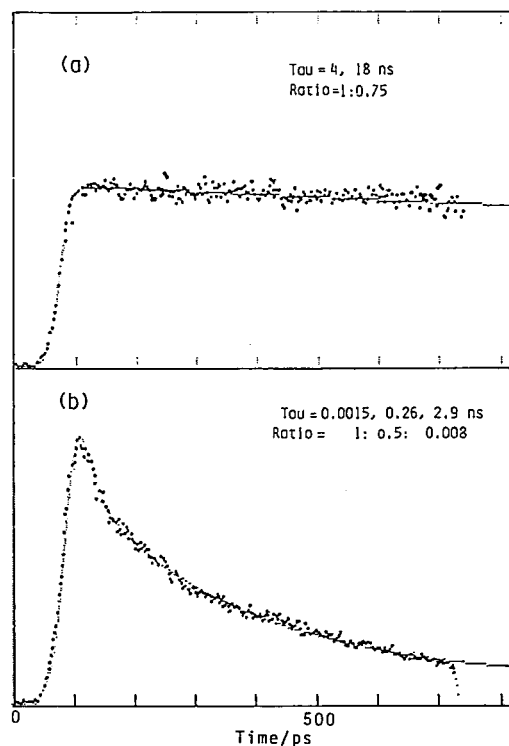 (a)
Tau = 4, 18 ns
Ratio=1:0.75
(b)
Tau = 0.0015, 0.26, 2.9 ns
Ratio = 1: o.5: 0.008
0
500
Time/ps